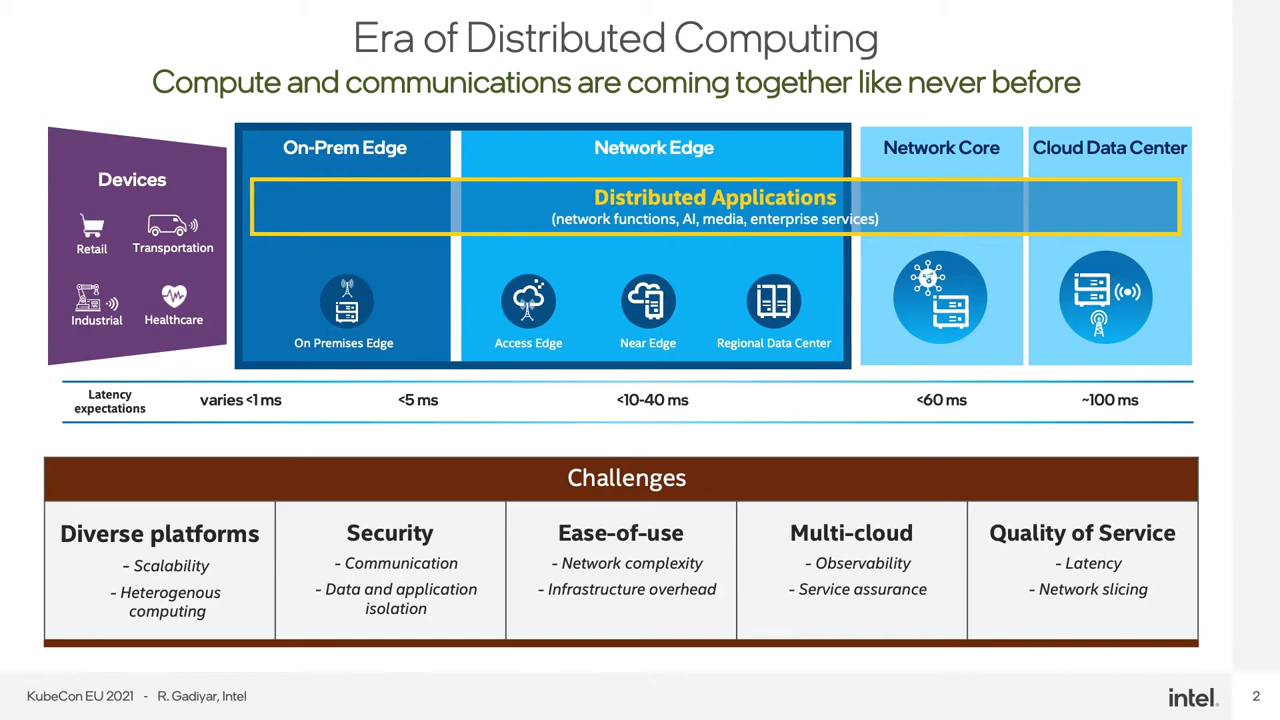 Era of Distributed Computing
Compute and communications are coming together like never before
Devices
Retail
Transportation
Industrial
Healthcare
On-Prem Edge
Network Edge
Network Core
Cloud Data Center
Distributed Applications
(network functions, AI, media, enterprise services)
On Premises Edge
Access Edge
Near Edge
Regional Data Center
Latency
expectations
varies <1 ms
<5 ms
<10-40 ms
<60 ms
~100 ms
Challenges
Diverse platforms
- Scalability
- Heterogenous
computing
Security
- Communication
- Data and application
isolation
Ease-of-use
- Network complexity
- Infrastructure overhead
Multi-cloud
- Observability
- Service assurance
Quality of Service
- Latency
- Network slicing
KubeCon EU 2021 - R. Gadiyar, Intel
intel.
2